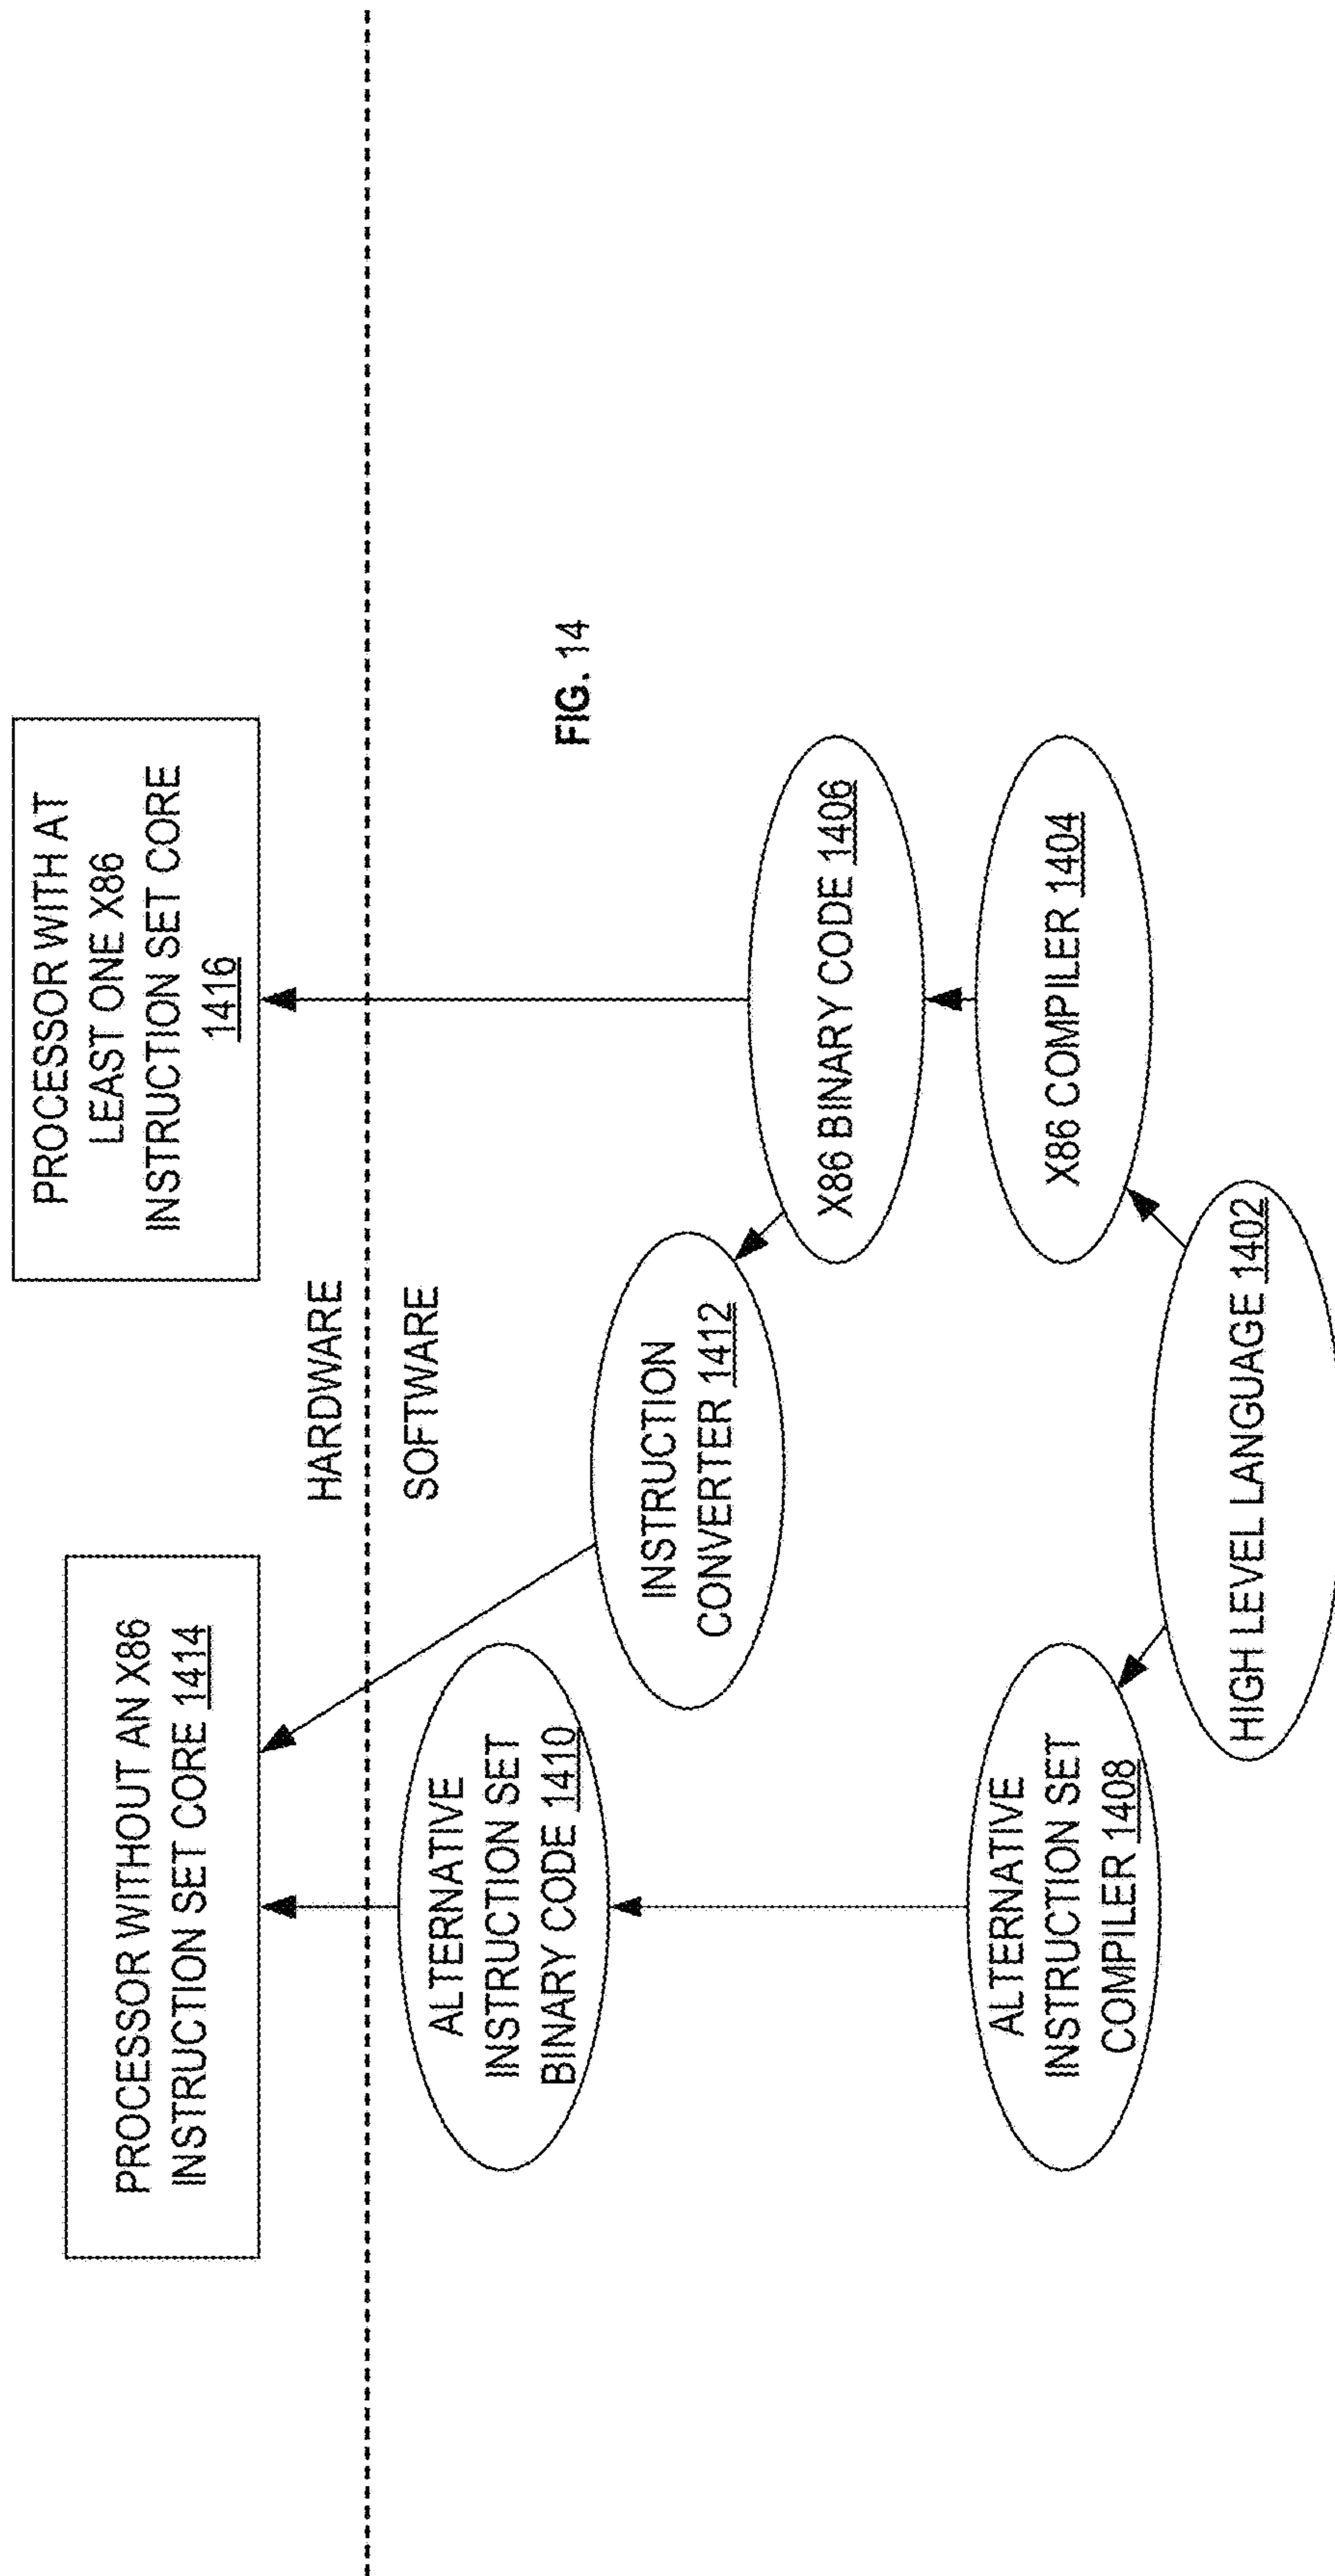 PROCESSOR WITHOUT AN X86
INSTRUCTION SET CORE 1414
PROCESSOR WITH AT
LEAST ONE X86
INSTRUCTION SET CORE
1416
HARDWARE
SOFTWARE
ALTERNATIVE
INSTRUCTION SET
BINARY CODE 1410
INSTRUCTION
CONVERTER 1412
FIG. 14
X86 BINARY CODE 1406
ALTERNATIVE
INSTRUCTION SET
COMPILER 1408
X86 COMPILER 1404
HIGH LEVEL LANGUAGE 1402